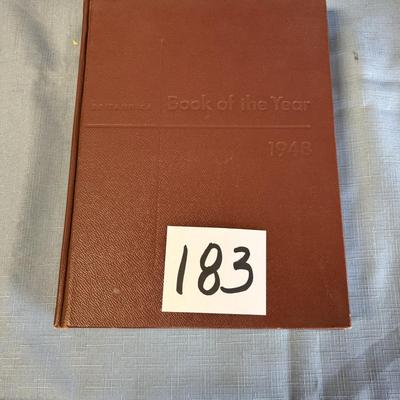 BRITANNICA Book of the Year
1948
183